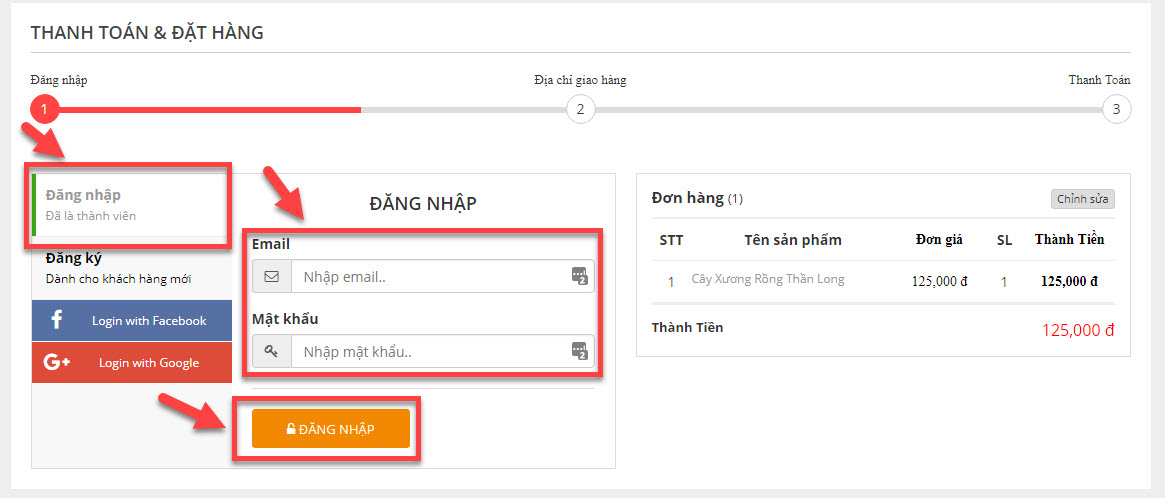 THANH TOÁN & ĐẶT HÀNG
Đăng nhập
Địa chỉ giao hàng
Thanh Toán
1
2
3
Đăng nhập
Đã là thành viên
Đăng ký
Dành cho khách hàng mới
Login with Facebook
G+ Login with Google
ĐĂNG NHẬP
Email
Nhập email..
2
Mật khẩu
Nhập mật khẩu..
2
ĐĂNG NHẬP
Đơn hàng (1)
Chỉnh sửa
STT Tên sản phẩm Đơn giá SL Thành Tiền
1 Cây Xương Rồng Thần Long 125,000 đ 1 125,000 đ
Thành Tiền 125,000 đ